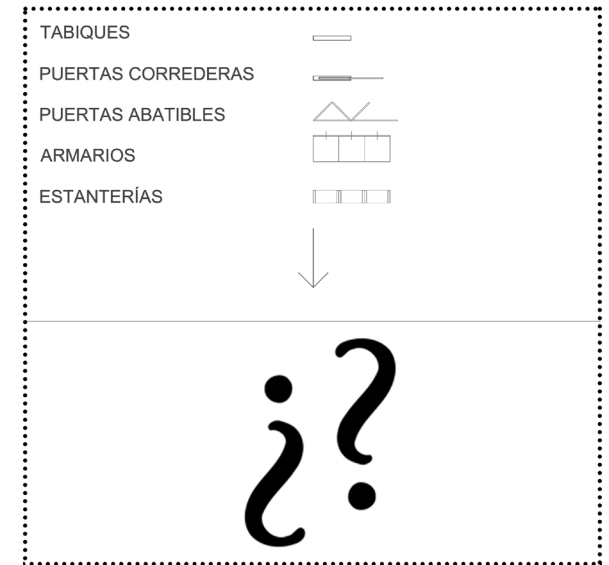 TABIQUES
PUERTAS CORREDERAS
PUERTAS ABATIBLES
ARMARIOS
ESTANTERÍAS
¿?